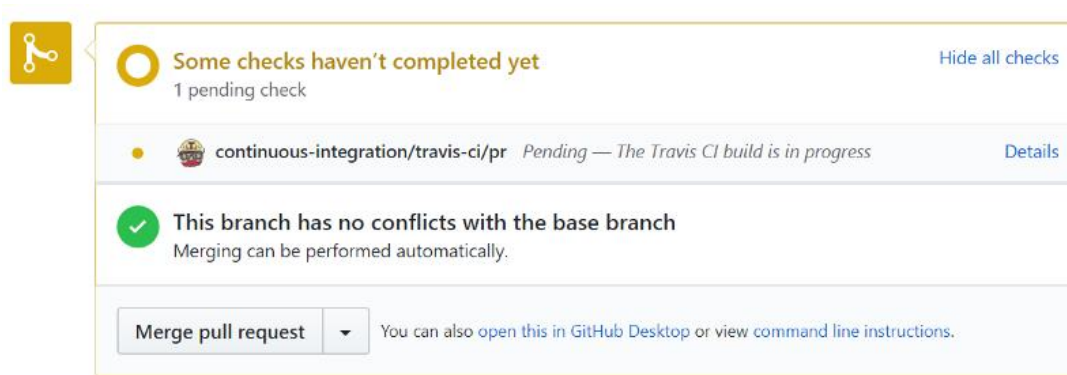 Some checks haven’t completed yet
Hide all checks
1 pending check
continuous-integration/travis-ci/pr Pending — The Travis CI build is in progress
Details
This branch has no conflicts with the base branch
Merging can be performed automatically.
Merge pull request
You can also open this in GitHub Desktop or view command line instructions.